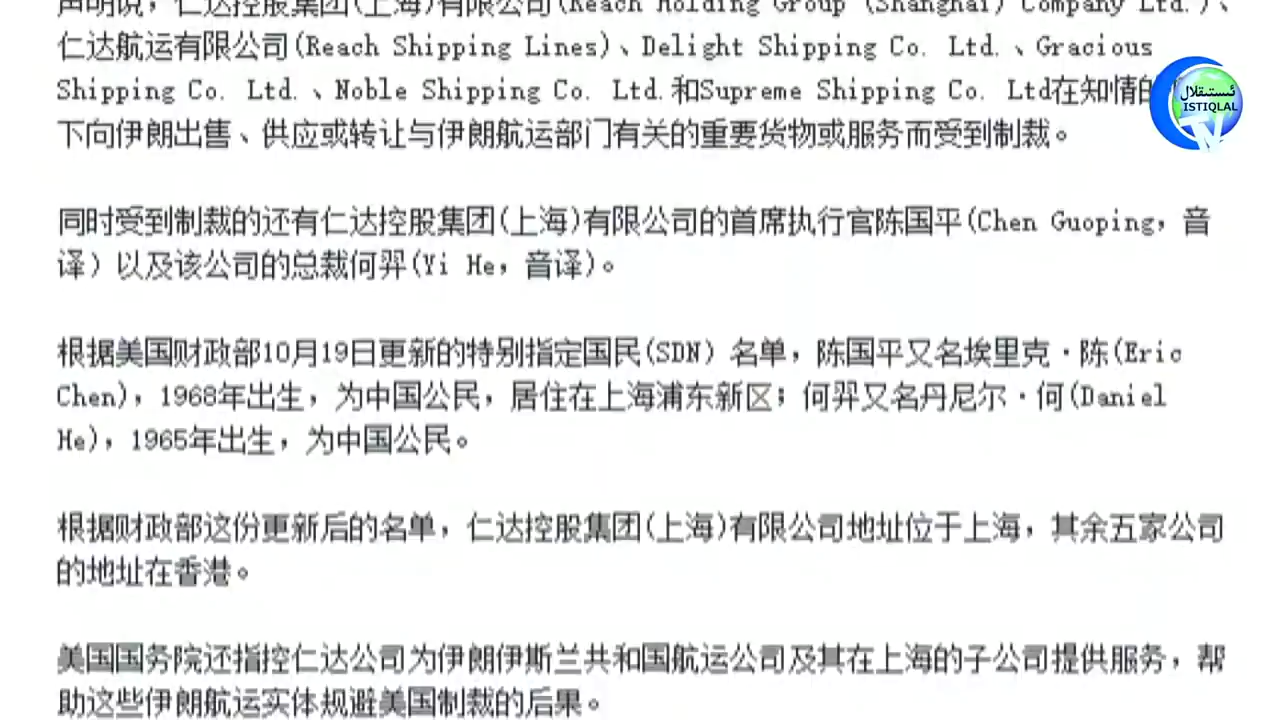 声明说，仁达控股集团(上海)有限公司(Reach Holding Group (Shanghai) Company Ltd.)、
仁达航运有限公司(Reach Shipping Lines)、Delight Shipping Co. Ltd.、Gracious
Shipping Co. Ltd.、Noble Shipping Co. Ltd.和Supreme Shipping Co. Ltd在知情的
下向伊朗出售、供应或转让与伊朗航运部门有关的重要货物或服务而受到制裁。
同时受到制裁的还有仁达控股集团(上海)有限公司的首席执行官陈国平(Chen Guoping，音
译）以及该公司的总裁何羿(Yi He，音译)。
根据美国财政部10月19日更新的特别指定国民(SDN）名单，陈国平又名埃里克·陈(Eric
Chen)，1968年出生，为中国公民，居住在上海浦东新区；何羿又名丹尼尔·何(Daniel
He)，1965年出生，为中国公民。
根据财政部这份更新后的名单，仁达控股集团(上海)有限公司地址位于上海，其余五家公司
的地址在香港。
美国国务院还指控仁达公司为伊朗伊斯兰共和国航运公司及其在上海的子公司提供服务，帮
助这些伊朗航运实体规避美国制裁的后果。
ئىستىقلال
ISTIQLAL
TV